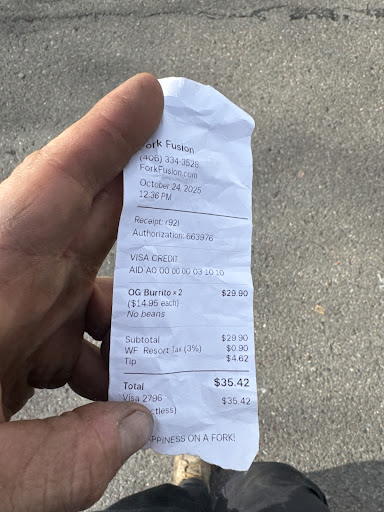 Fork Fusion
(406) 334-3528
ForkFusion.com
October 24, 2025
12:36 PM
Receipt:
Authorization: 663976
VISA CREDIT
AID A0 00 00 00 03 10 10
OG Burrito × 2 $29.90
($14.95 each)
No beans
Subtotal $29.90
WF Resort Tax (3%) $0.90
Tip $4.62
Total $35.42
Visa 2796 $35.42
ctless)
APPINESS ON A FORK!